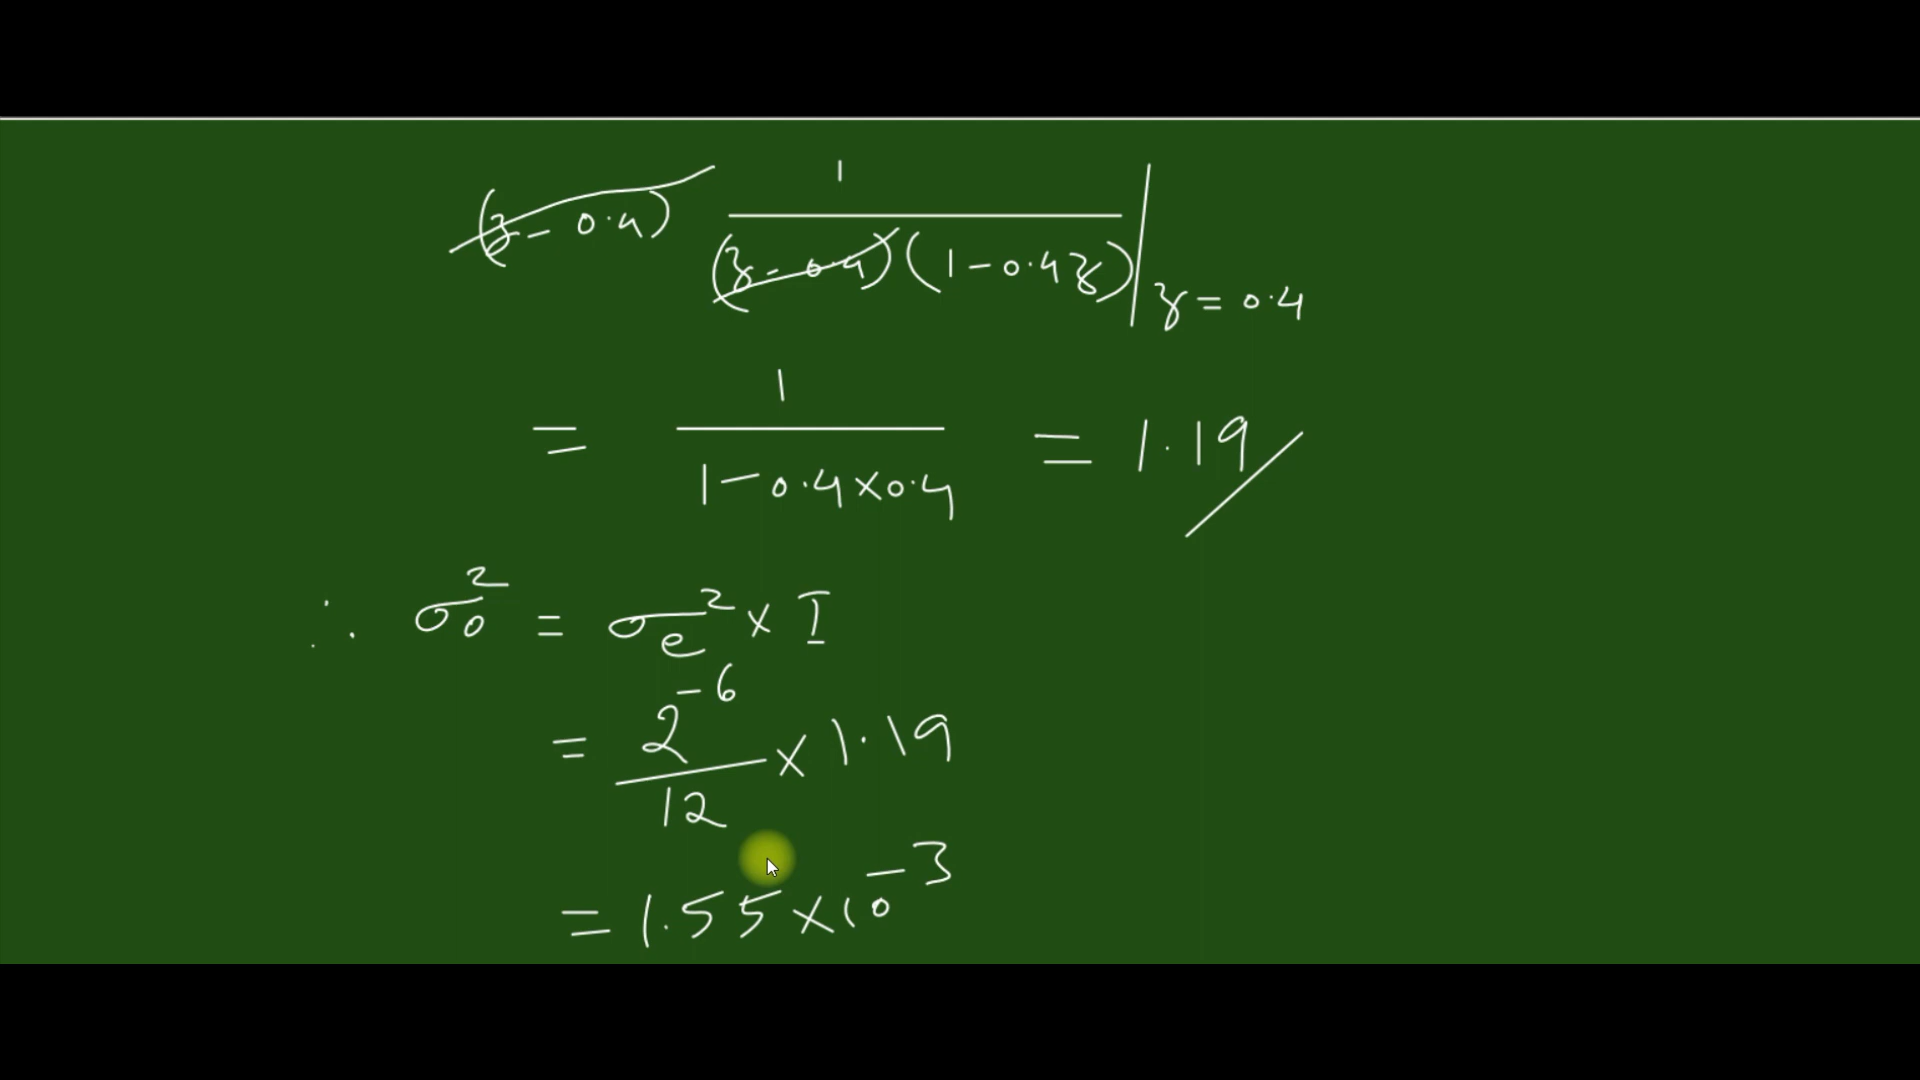 (z - 0.4) 1 / (z - 0.4)(1 - 0.4z) | z = 0.4
= 1 / 1 - 0.4 x 0.4 = 1.19
∴ σo² = σe² x I
= 2^-6 / 12 x 1.19
= 1.55 x 10^-3